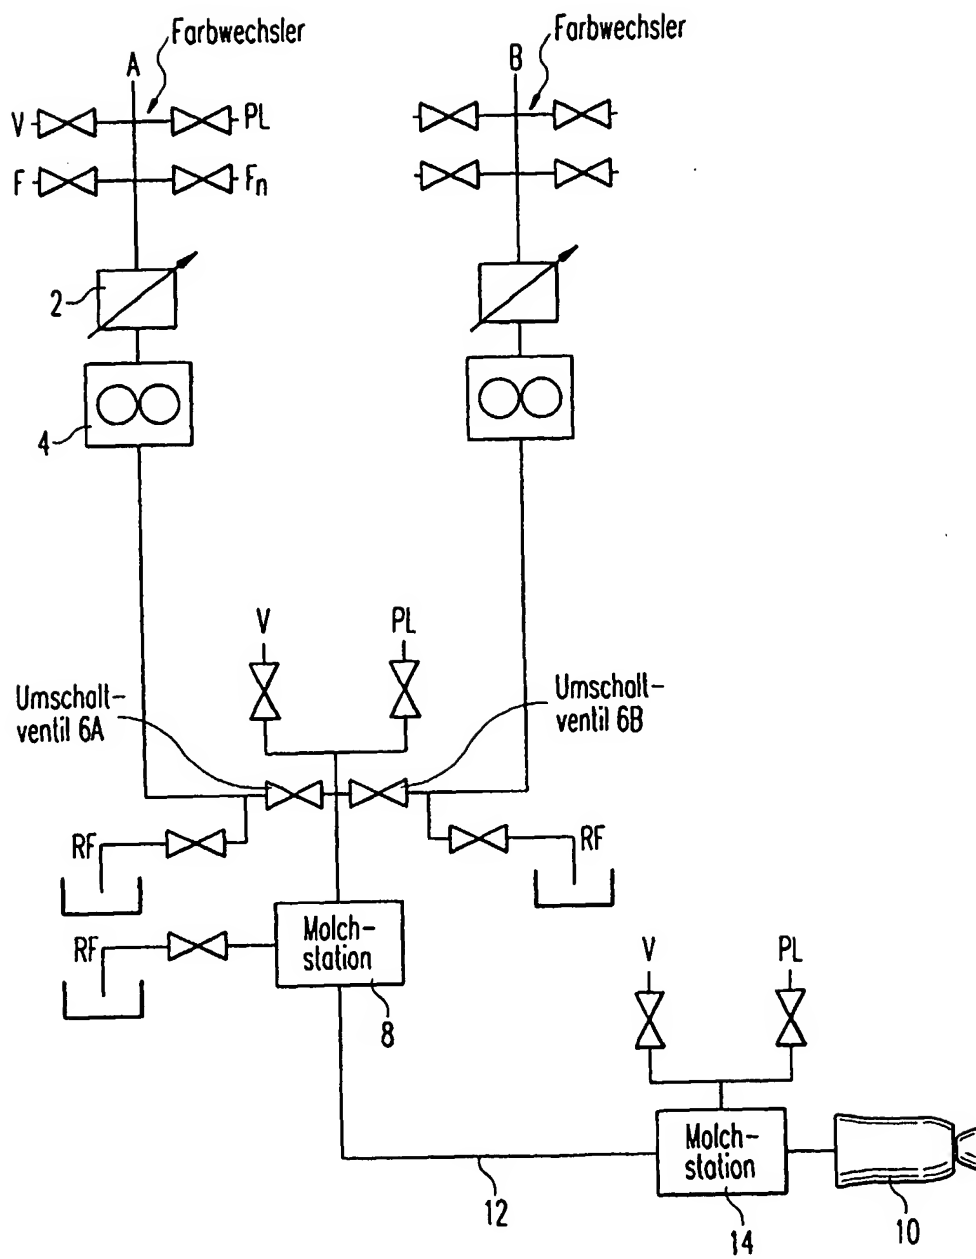 Farbwechsler
Farbwechsler
A
B
V
PL
F
Fn
2
4
V
PL
Umschalt-
ventil 6A
Umschalt-
ventil 6B
RF
RF
Molch-
station
RF
8
V
PL
Molch-
station
12
14
10